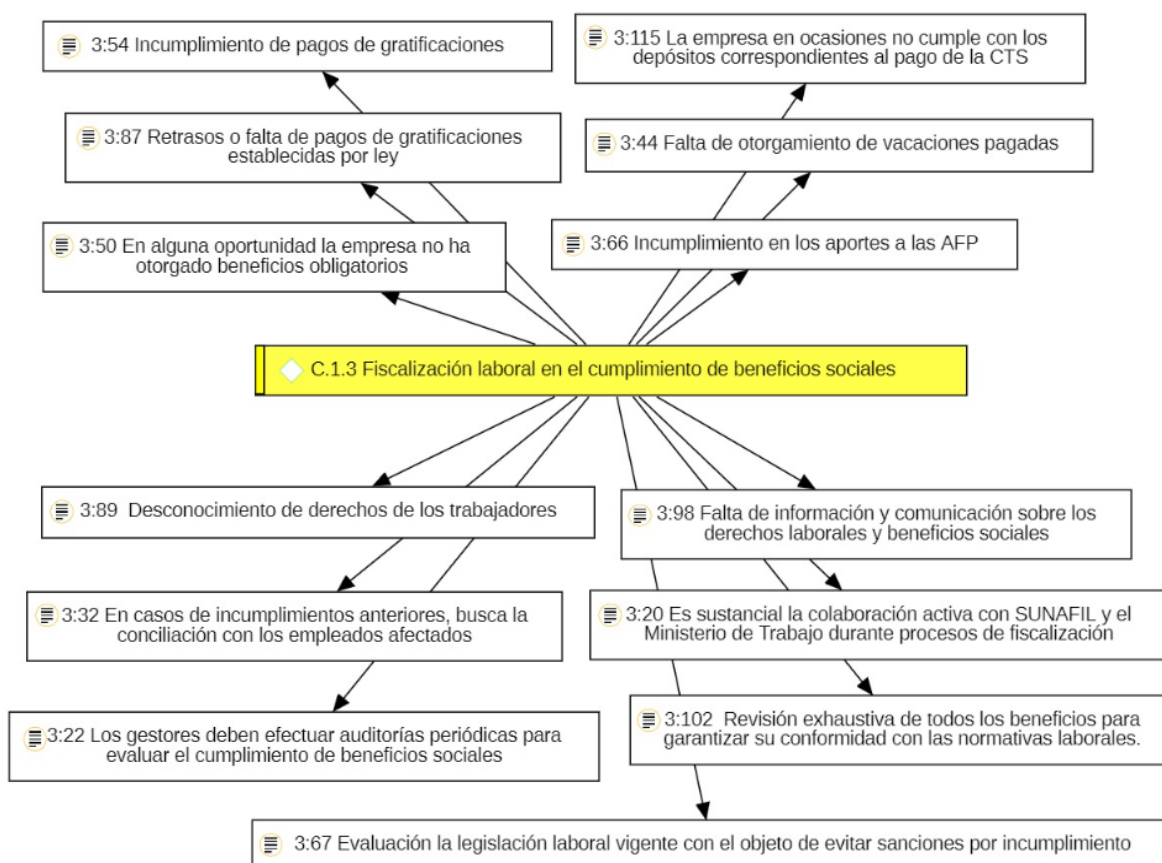 3:54 Incumplimiento de pagos de gratificaciones
3:115 La empresa en ocasiones no cumple con los
depósitos correspondientes al pago de la CTS
3:87 Retrasos o falta de pagos de gratificaciones
establecidas por ley
3:44 Falta de otorgamiento de vacaciones pagadas
3:50 En alguna oportunidad la empresa no ha
otorgado beneficios obligatorios
3:66 Incumplimiento en los aportes a las AFP
C.1.3 Fiscalización laboral en el cumplimiento de beneficios sociales
3:89 Desconocimiento de derechos de los trabajadores
3:98 Falta de información y comunicación sobre los
derechos laborales y beneficios sociales
3:32 En casos de incumplimientos anteriores, busca la
conciliación con los empleados afectados
3:20 Es sustancial la colaboración activa con SUNAFIL y el
Ministerio de Trabajo durante procesos de fiscalización
3:22 Los gestores deben efectuar auditorías periódicas para
evaluar el cumplimiento de beneficios sociales
3:102 Revisión exhaustiva de todos los beneficios para
garantizar su conformidad con las normativas laborales.
3:67 Evaluación la legislación laboral vigente con el objeto de evitar sanciones por incumplimiento